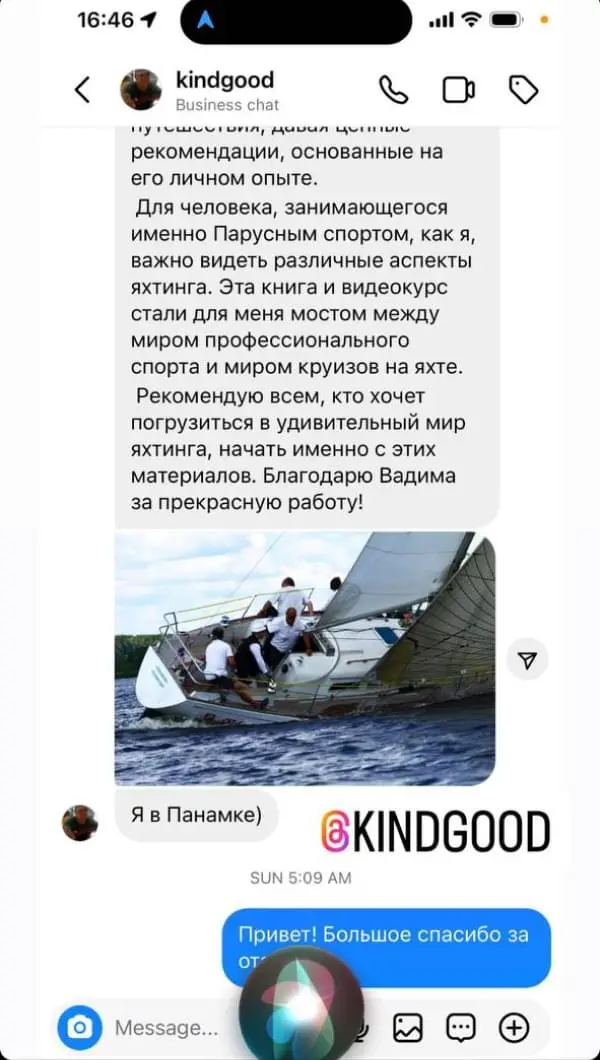 16:46
kindgood
Business chat
путешествия, давая ценные
рекомендации, основанные на
его личном опыте.
Для человека, занимающегося
именно Парусным спортом, как я,
важно видеть различные аспекты
яхтинга. Эта книга и видеокурс
стали для меня мостом между
миром профессионального
спорта и миром круизов на яхте.
Рекомендую всем, кто хочет
погрузиться в удивительный мир
яхтинга, начать именно с этих
материалов. Благодарю Вадима
за прекрасную работу!
Я в Панамке)
@KINDGOOD
SUN 5:09 AM
Привет! Большое спасибо за
Message...